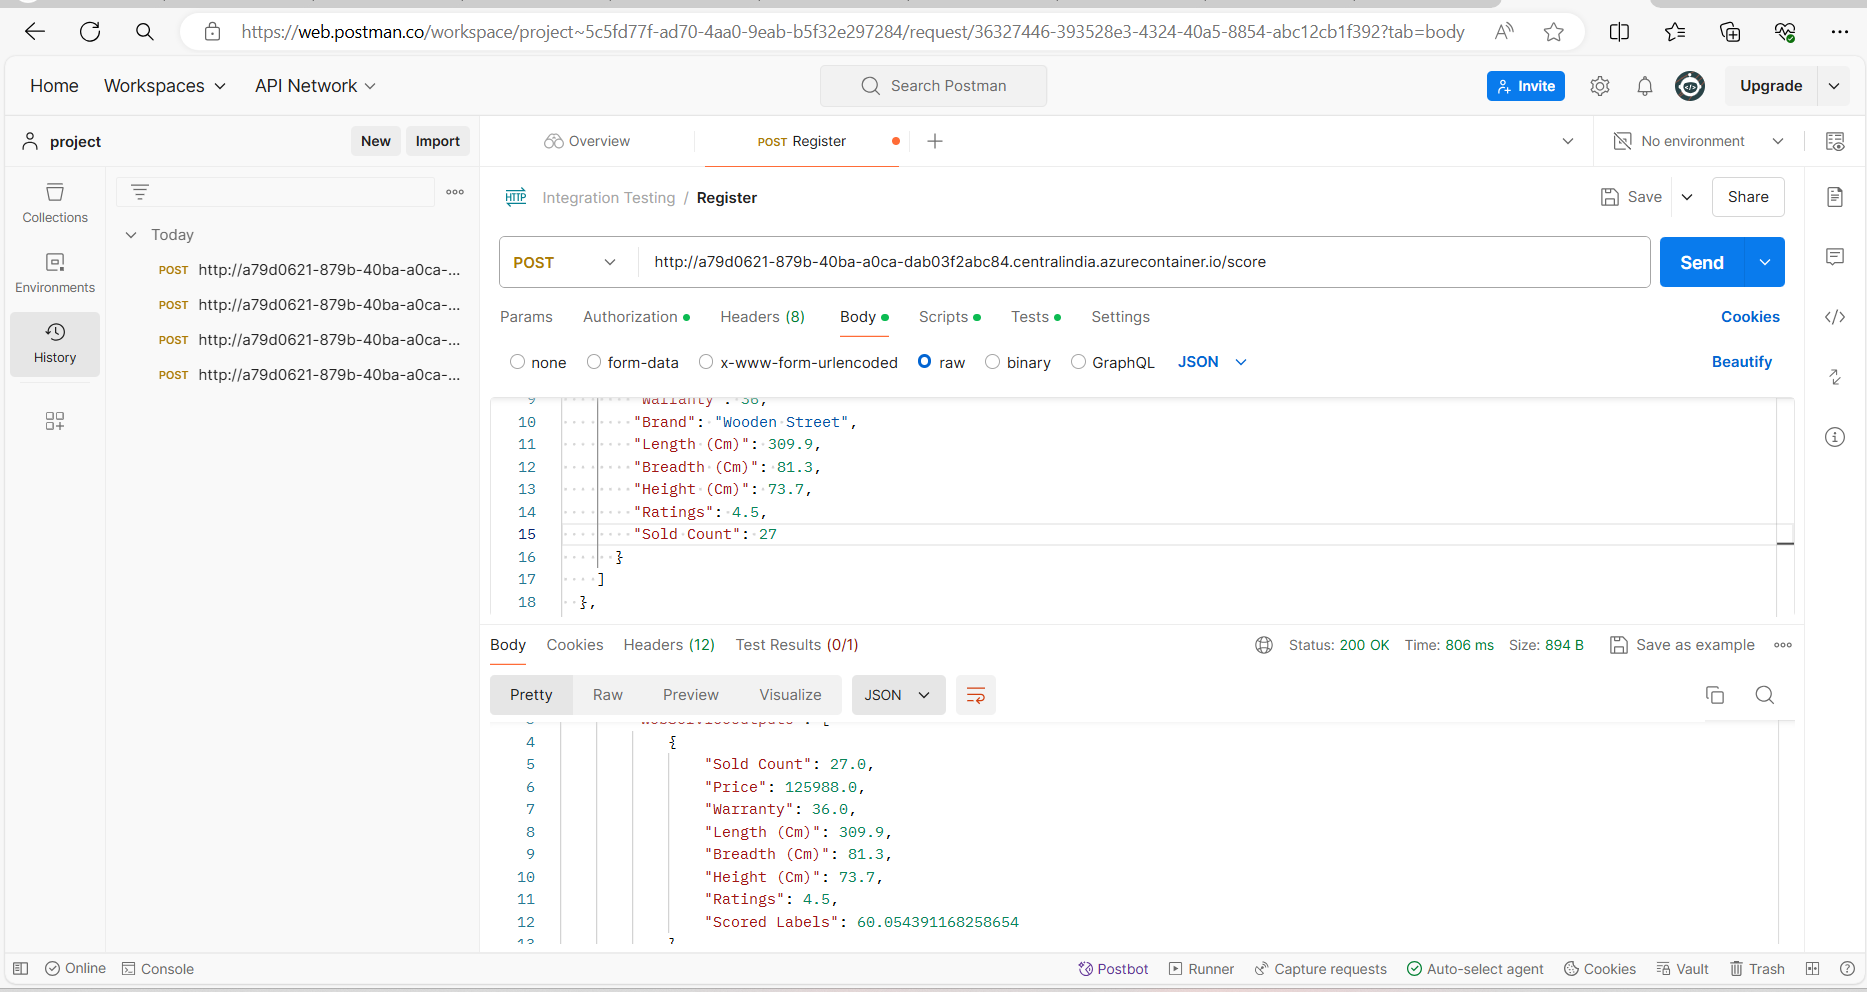 https://web.postman.co/workspace/project~5c5fd77f-ad70-4aa0-9eab-b5f32e297284/request/36327446-393528e3-4324-40a5-8854-abc12cb1f392?tab=body
Home Workspaces API Network Search Postman Invite Upgrade
project New Import Overview POST Register No environment
Collections
Environments
History
Today
POST http://a79d0621-879b-40ba-a0ca-...
POST http://a79d0621-879b-40ba-a0ca-...
POST http://a79d0621-879b-40ba-a0ca-...
POST http://a79d0621-879b-40ba-a0ca-...
HTTP Integration Testing / Register Save Share
POST http://a79d0621-879b-40ba-a0ca-dab03f2abc84.centralindia.azurecontainer.io/score Send
Params Authorization Headers (8) Body Scripts Tests Settings Cookies
none form-data x-www-form-urlencoded raw binary GraphQL JSON Beautify
9 "Warranty": 36,
10 "Brand": "Wooden Street",
11 "Length (Cm)": 309.9,
12 "Breadth (Cm)": 81.3,
13 "Height (Cm)": 73.7,
14 "Ratings": 4.5,
15 "Sold Count": 27
16 }
17 ]
18 },
Body Cookies Headers (12) Test Results (0/1) Status: 200 OK Time: 806 ms Size: 894 B Save as example
Pretty Raw Preview Visualize JSON
4 {
5 "Sold Count": 27.0,
6 "Price": 125988.0,
7 "Warranty": 36.0,
8 "Length (Cm)": 309.9,
9 "Breadth (Cm)": 81.3,
10 "Height (Cm)": 73.7,
11 "Ratings": 4.5,
12 "Scored Labels": 60.054391168258654
13 }
Online Console Postbot Runner Capture requests Auto-select agent Cookies Vault Trash